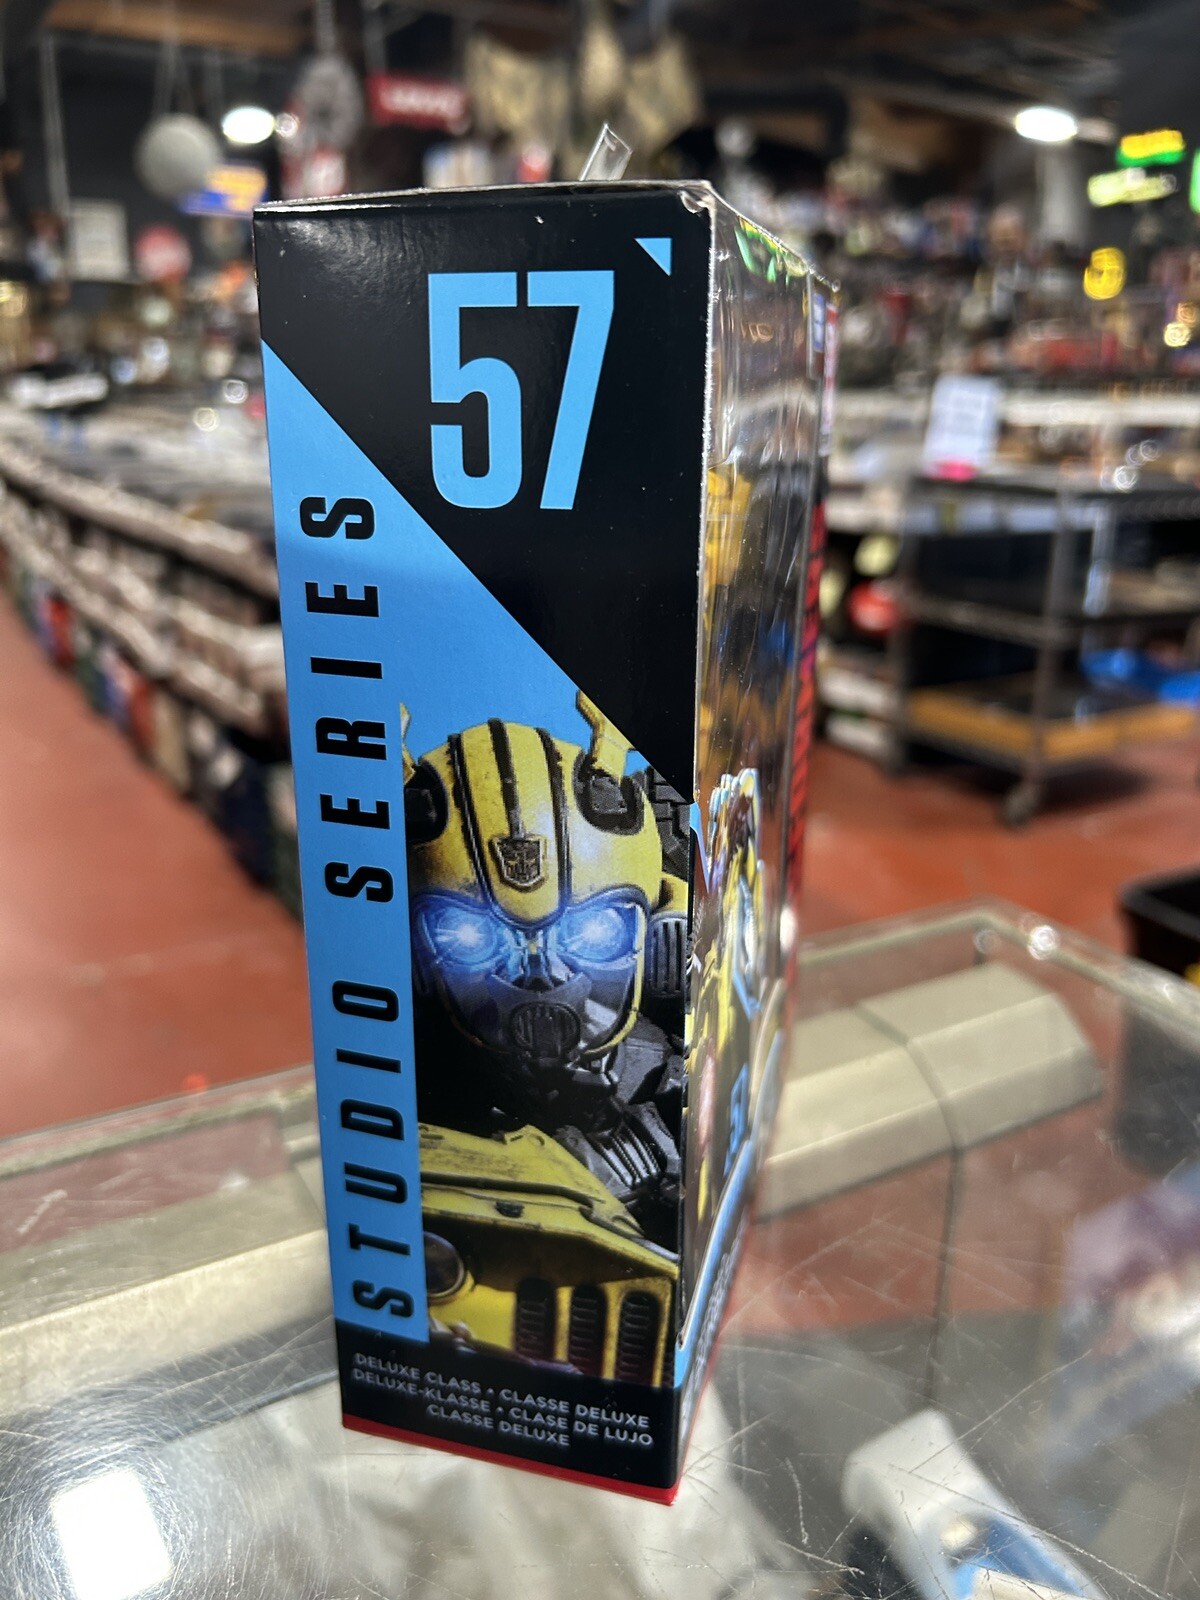 57
STUDIO SERIES
DELUXE CLASS • CLASSE DELUXE
DELUXE-KLASSE • CLASE DE LUJO
CLASSE DELUXE